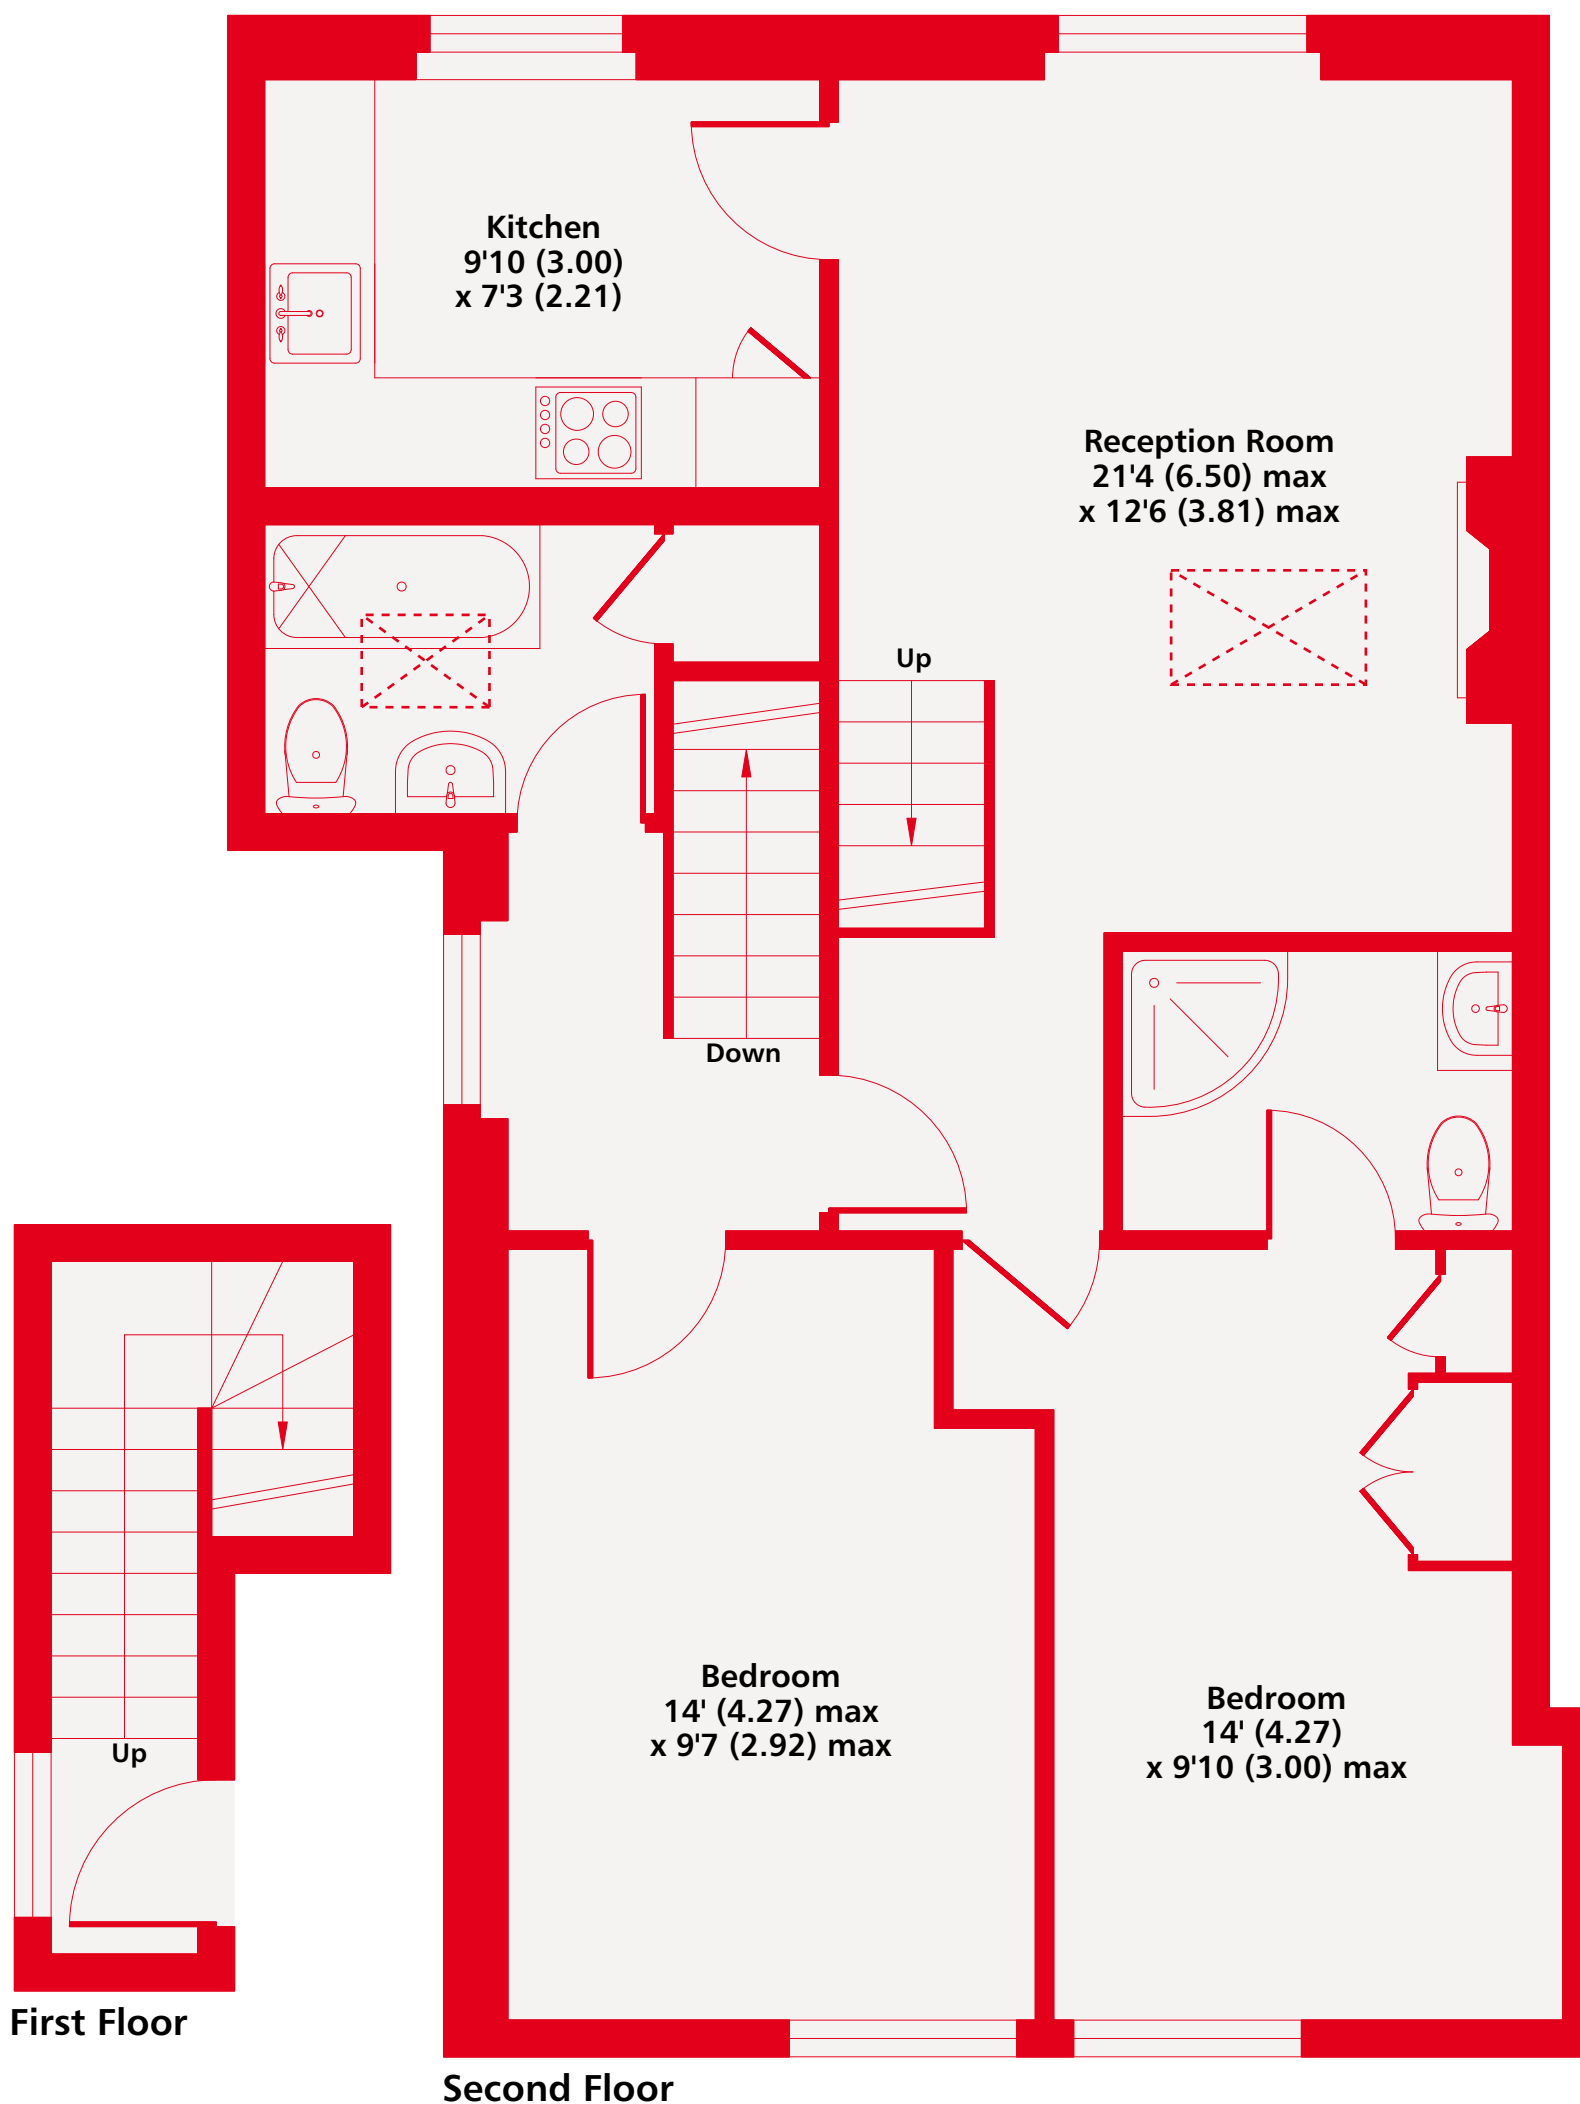 Kitchen
9'10 (3.00)
x 7'3 (2.21)
Reception Room
21'4 (6.50) max
x 12'6 (3.81) max
Up
Down
Up
Bedroom
14' (4.27) max
x 9'7 (2.92) max
Bedroom
14' (4.27)
x 9'10 (3.00) max
First Floor
Second Floor